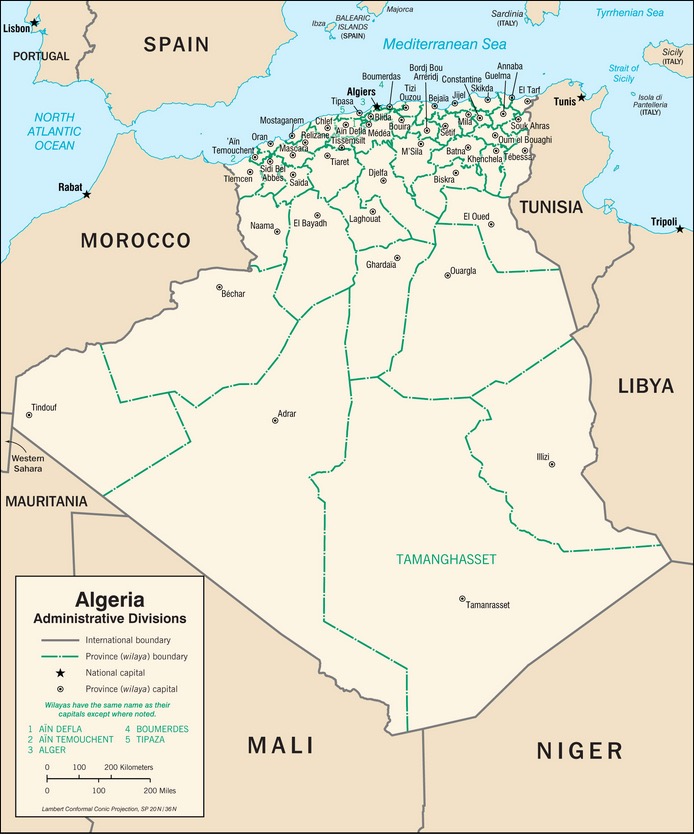 Majorca
Tyrrhenian Sea
Sardinia
(ITALY)
Lisbon
BALEARIC
ISLANDS
(SPAIN)
Ibza
SPAIN
Mediterranean Sea
Sicily
(ITALY)
PORTUGAL
Strait of
Sicily
Isola di
Pantelleria
(ITALY)
Bordj Bou
Arreridj
Annaba
Guelma
Constantine
Skikda
El Tarf
Boumerdas
Tizi
Ouzou
Jijel
Bejaïa
Algiers
Tunis
4
3
5
Tipasa
NORTH
ATLANTIC
OCEAN
Mostaganem
Chlef
Blida
Bouira
Mila
Souk Ahras
Oran
Relizane
Aïn Defla
1
Médéa
Sétif
Oum el Bouaghi
'Aïn
Temouchent
2
Mascara
Tissemsilt
M'Sila
Batna
Khenchela
Tébessa
Tlemcen
Sidi Bel
Abbès
Saïda
Tiaret
Djelfa
Biskra
Rabat
TUNISIA
Tripoli
MOROCCO
Naama
El Bayadh
Laghouat
El Oued
Ghardaïa
Ouargla
Béchar
LIBYA
Tindouf
Adrar
Western
Sahara
Illizi
MAURITANIA
TAMANGHASSET
Tamanrasset
Algeria
Administrative Divisions
International boundary
Province (wilaya) boundary
National capital
Province (wilaya) capital
Wilayas have the same name as their
capitals except where noted.
1 AÏN DEFLA
2 AÏN TEMOUCHENT
3 ALGER
4 BOUMERDES
5 TIPAZA
0 100 200 Kilometers
0 100 200 Miles
Lambert Conformal Conic Projection, SP 20N/36N
MALI
NIGER